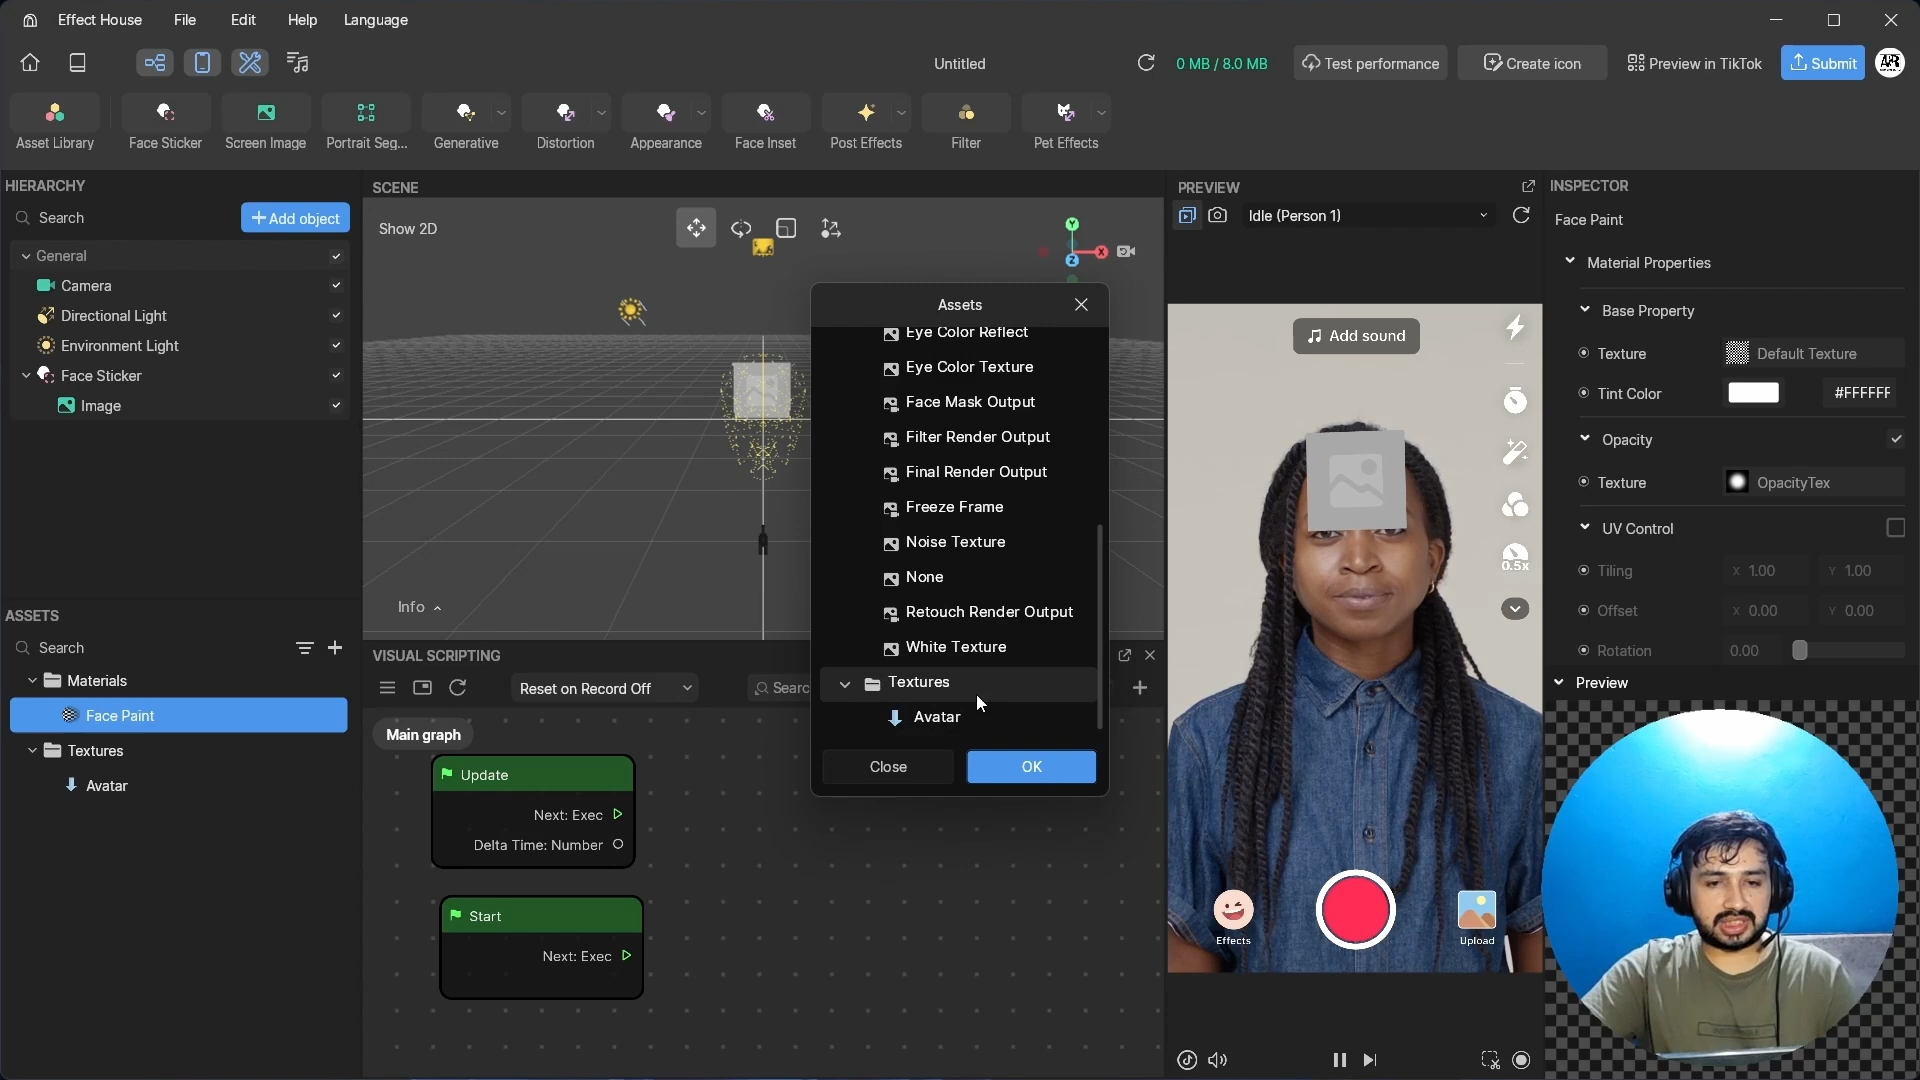 Effect House File Edit Help Language
Untitled
0 MB / 8.0 MB
Test performance
Create icon
Preview in TikTok
Submit
APR
Asset Library
Face Sticker
Screen Image
Portrait Seg...
Generative
Distortion
Appearance
Face Inset
Post Effects
Filter
Pet Effects
HIERARCHY
Search
Add object
General
Camera
Directional Light
Environment Light
Face Sticker
Image
ASSETS
Search
Materials
Face Paint
Textures
Avatar
SCENE
Show 2D
Y
X
Z
Info
VISUAL SCRIPTING
Reset on Record Off
Searc
Main graph
Update
Next: Exec
Delta Time: Number
Start
Next: Exec
Assets
Eye Color Reflect
Eye Color Texture
Face Mask Output
Filter Render Output
Final Render Output
Freeze Frame
Noise Texture
None
Retouch Render Output
White Texture
Textures
Avatar
Close
OK
PREVIEW
Idle (Person 1)
Add sound
0.5x
Effects
Upload
INSPECTOR
Face Paint
Material Properties
Base Property
Texture Default Texture
Tint Color #FFFFFF
Opacity
Texture OpacityTex
UV Control
Tiling X 1.00 Y 1.00
Offset X 0.00 Y 0.00
Rotation 0.00
Preview